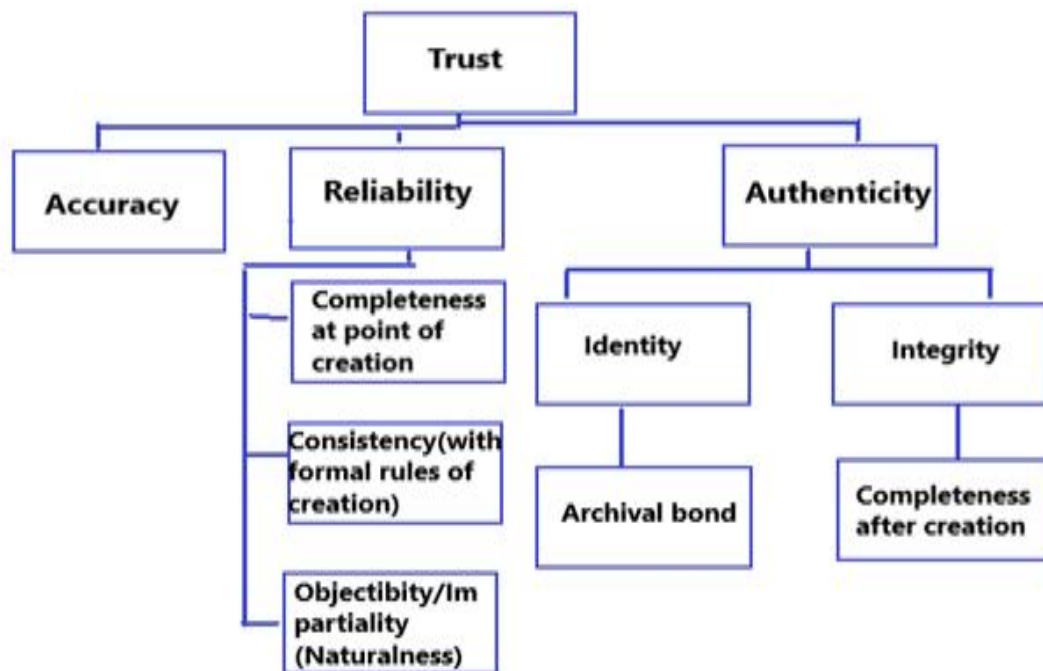 Trust
Accuracy
Reliability
Authenticity
Completeness
at point of
creation
Consistency(with
formal rules of
creation)
Objectibity/Im
partiality
(Naturalness)
Identity
Integrity
Archival bond
Completeness
after creation